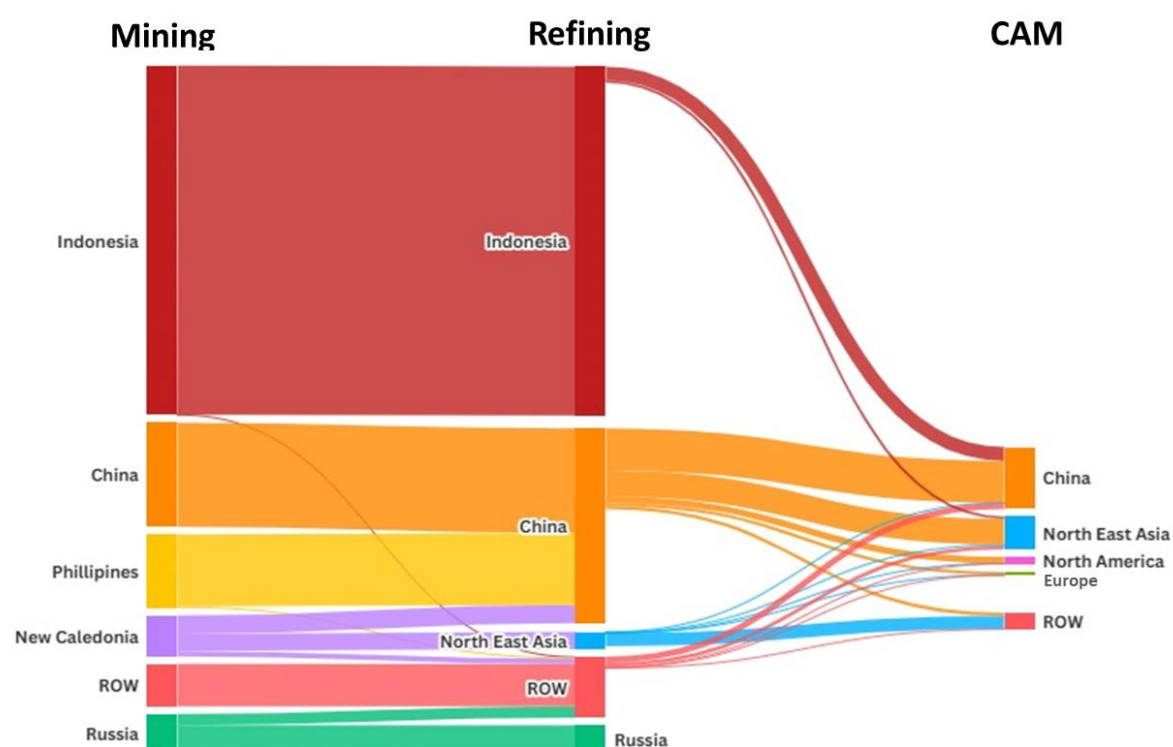 Mining
Refining
CAM
Indonesia
Indonesia
China
China
China
Phillipines
North East Asia
North America
Europe
New Caledonia
North East Asia
ROW
ROW
ROW
Russia
Russia